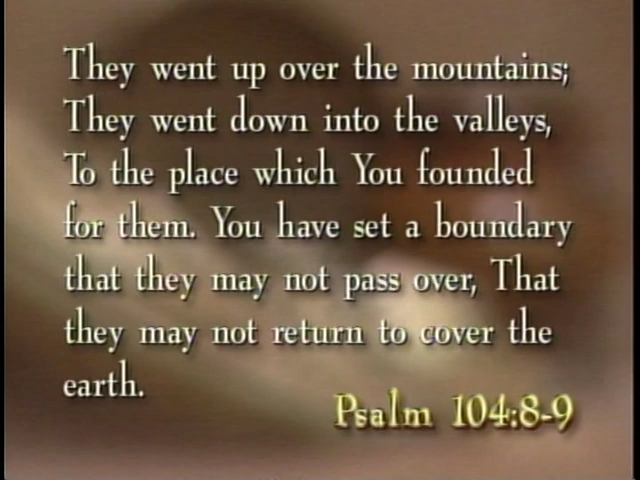 They went up over the mountains;
They went down into the valleys,
To the place which You founded
for them. You have set a boundary
that they may not pass over, That
they may not return to cover the
earth.
Psalm 104:8-9